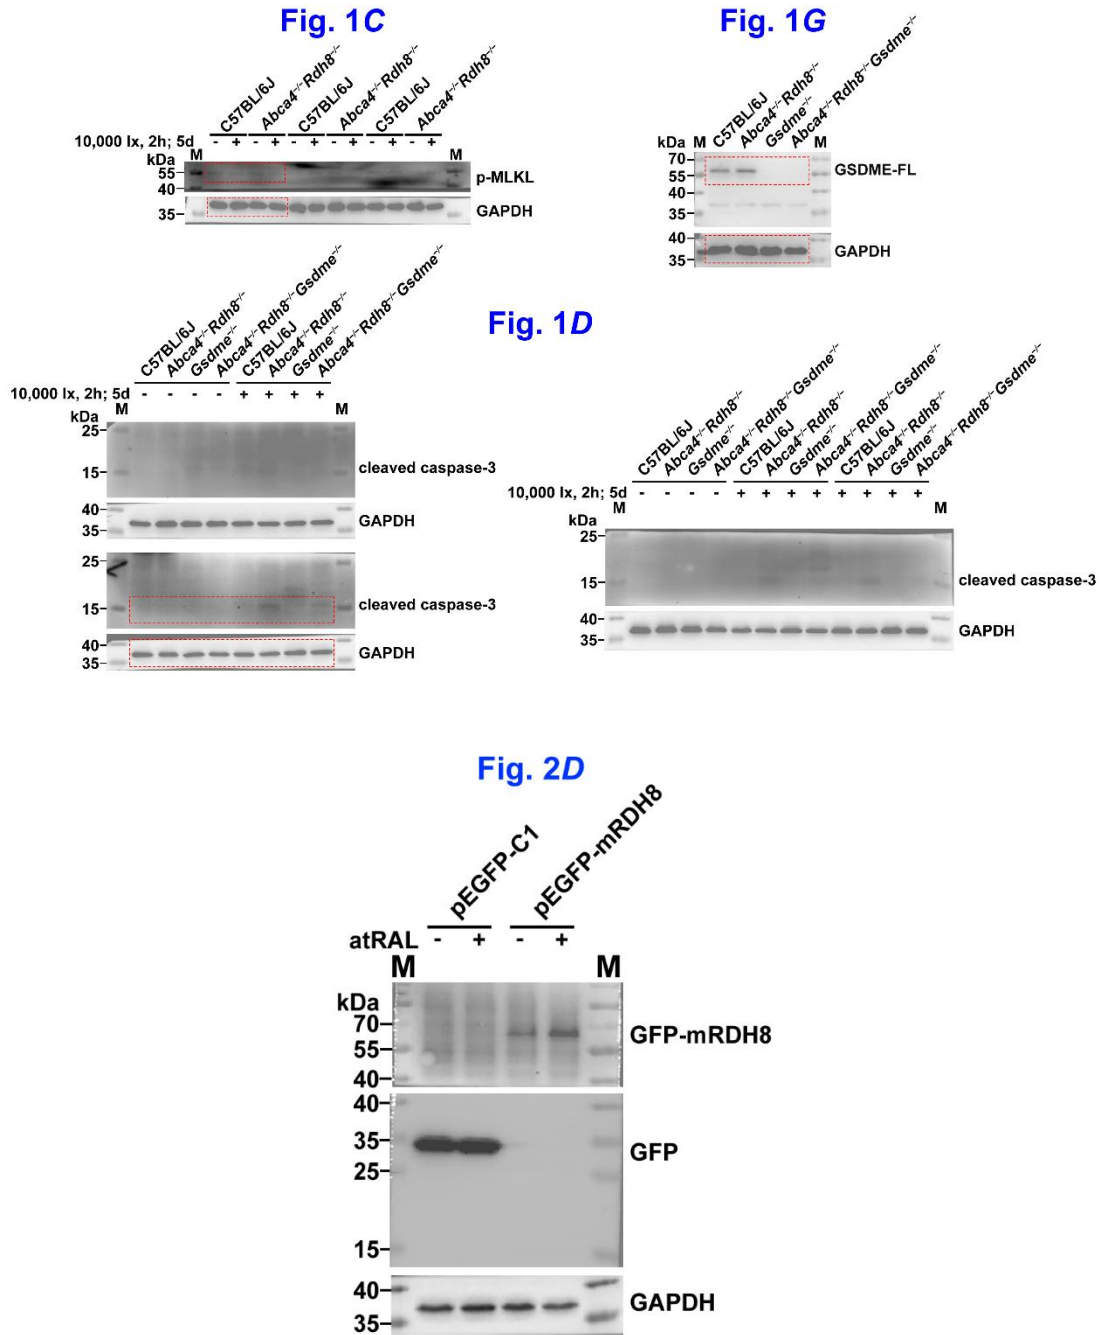 Fig. 1C
C57BL/6J
Abca4-/-Rdh8-/-
C57BL/6J
Abca4-/-Rdh8-/-
C57BL/6J
Abca4-/-Rdh8-/-
10,000 lx, 2h; 5d - + - + - + - + - + - +
kDa M M
55
40
p-MLKL
35
GAPDH
Fig. 1G
C57BL/6J
Abca4-/-Rdh8-/-
Gsdme-/-
Abca4-/-Rdh8-/-Gsdme-/-
kDa M M
70
55
40
35
GSDME-FL
40
35
GAPDH
Fig. 1D
C57BL/6J
Abca4-/-Rdh8-/-
Gsdme-/-
Abca4-/-Rdh8-/-Gsdme-/-
C57BL/6J
Abca4-/-Rdh8-/-
Gsdme-/-
Abca4-/-Rdh8-/-Gsdme-/-
10,000 lx, 2h; 5d - - - - + + + +
M M
kDa
25
15
cleaved caspase-3
40
35
GAPDH
25
15
cleaved caspase-3
40
35
GAPDH
C57BL/6J
Abca4-/-Rdh8-/-
Gsdme-/-
Abca4-/-Rdh8-/-Gsdme-/-
C57BL/6J
Abca4-/-Rdh8-/-
Gsdme-/-
Abca4-/-Rdh8-/-Gsdme-/-
C57BL/6J
Abca4-/-Rdh8-/-
Gsdme-/-
Abca4-/-Rdh8-/-Gsdme-/-
10,000 lx, 2h; 5d - - - - + + + + + + + +
M M
kDa
25
15
cleaved caspase-3
40
35
GAPDH
Fig. 2D
pEGFP-C1
pEGFP-mRDH8
atRAL - + - +
M M
kDa
70
55
40
GFP-mRDH8
40
35
25
15
GFP
40
35
GAPDH